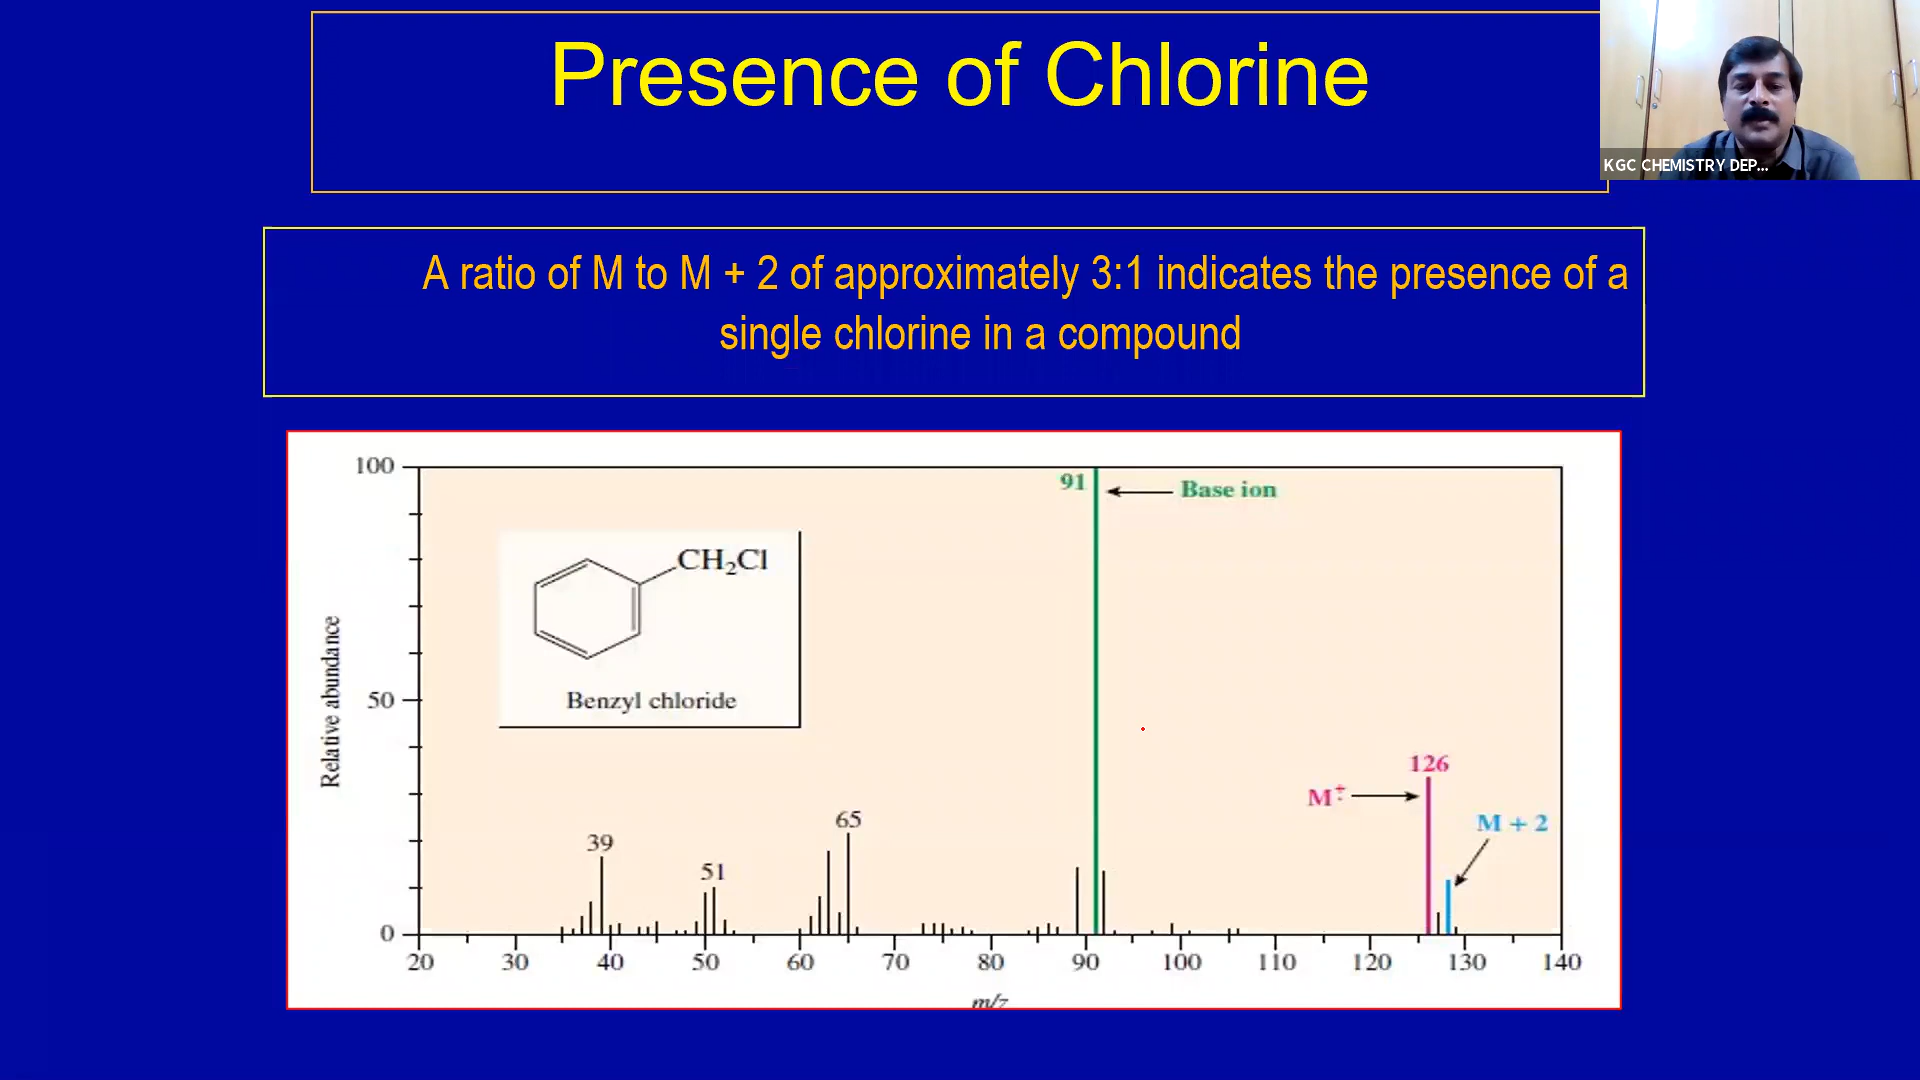 Presence of Chlorine
KGC CHEMISTRY DEP...
A ratio of M to M + 2 of approximately 3:1 indicates the presence of a
single chlorine in a compound
100
91
Base ion
CH₂Cl
Benzyl chloride
Relative abundance
50
126
M⁺·
M + 2
65
39
51
0
20 30 40 50 60 70 80 90 100 110 120 130 140
m/z